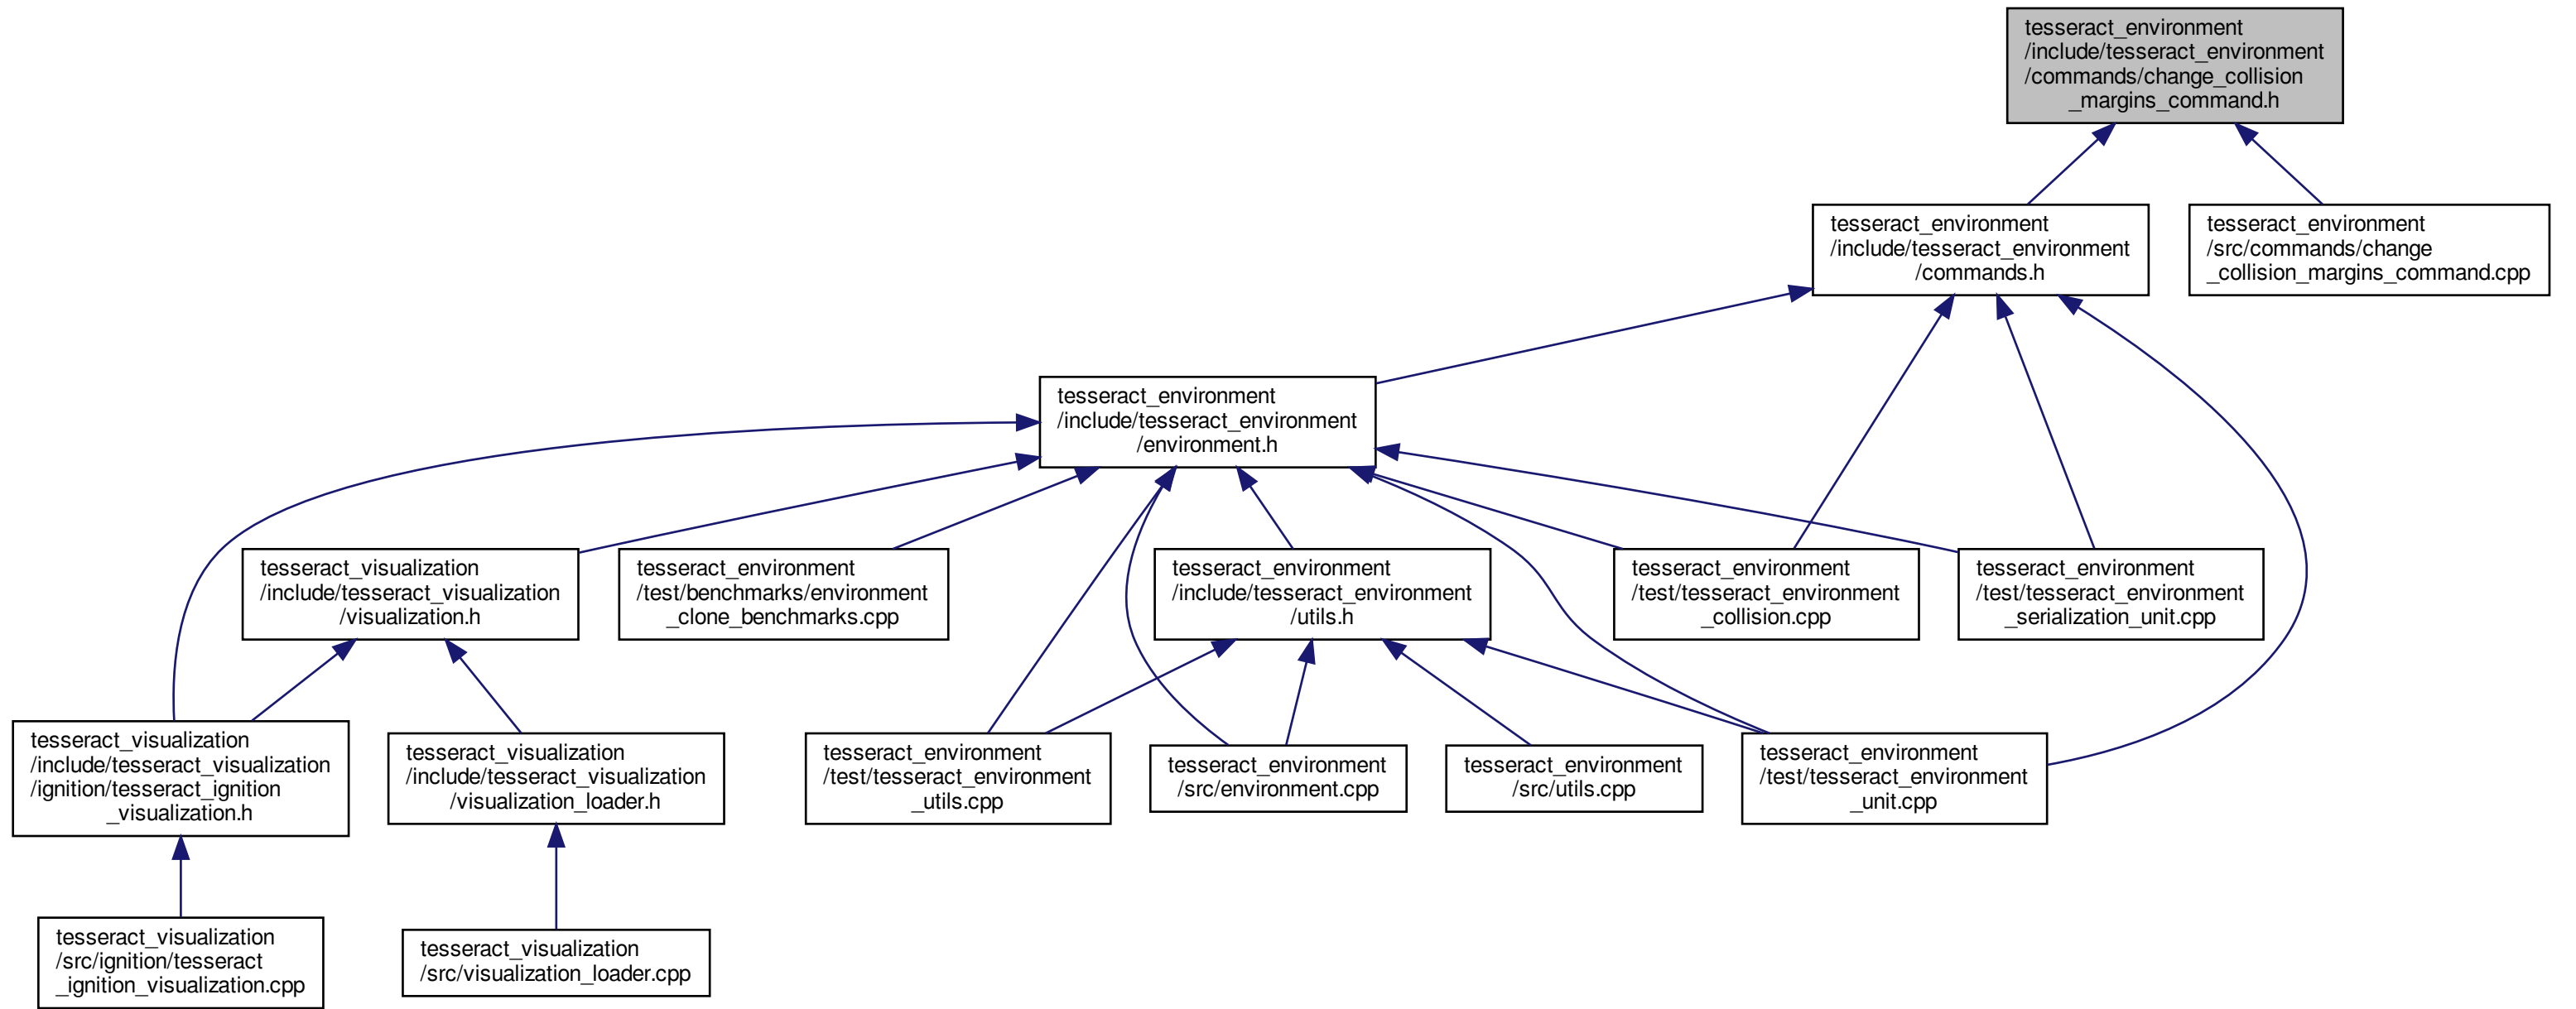 tesseract_environment
/include/tesseract_environment
/commands/change_collision
_margins_command.h
tesseract_environment
/include/tesseract_environment
/commands.h
tesseract_environment
/src/commands/change
_collision_margins_command.cpp
tesseract_environment
/include/tesseract_environment
/environment.h
tesseract_visualization
/include/tesseract_visualization
/visualization.h
tesseract_environment
/test/benchmarks/environment
_clone_benchmarks.cpp
tesseract_environment
/include/tesseract_environment
/utils.h
tesseract_environment
/test/tesseract_environment
_collision.cpp
tesseract_environment
/test/tesseract_environment
_serialization_unit.cpp
tesseract_visualization
/include/tesseract_visualization
/ignition/tesseract_ignition
_visualization.h
tesseract_visualization
/include/tesseract_visualization
/visualization_loader.h
tesseract_environment
/test/tesseract_environment
_utils.cpp
tesseract_environment
/src/environment.cpp
tesseract_environment
/src/utils.cpp
tesseract_environment
/test/tesseract_environment
_unit.cpp
tesseract_visualization
/src/ignition/tesseract
_ignition_visualization.cpp
tesseract_visualization
/src/visualization_loader.cpp